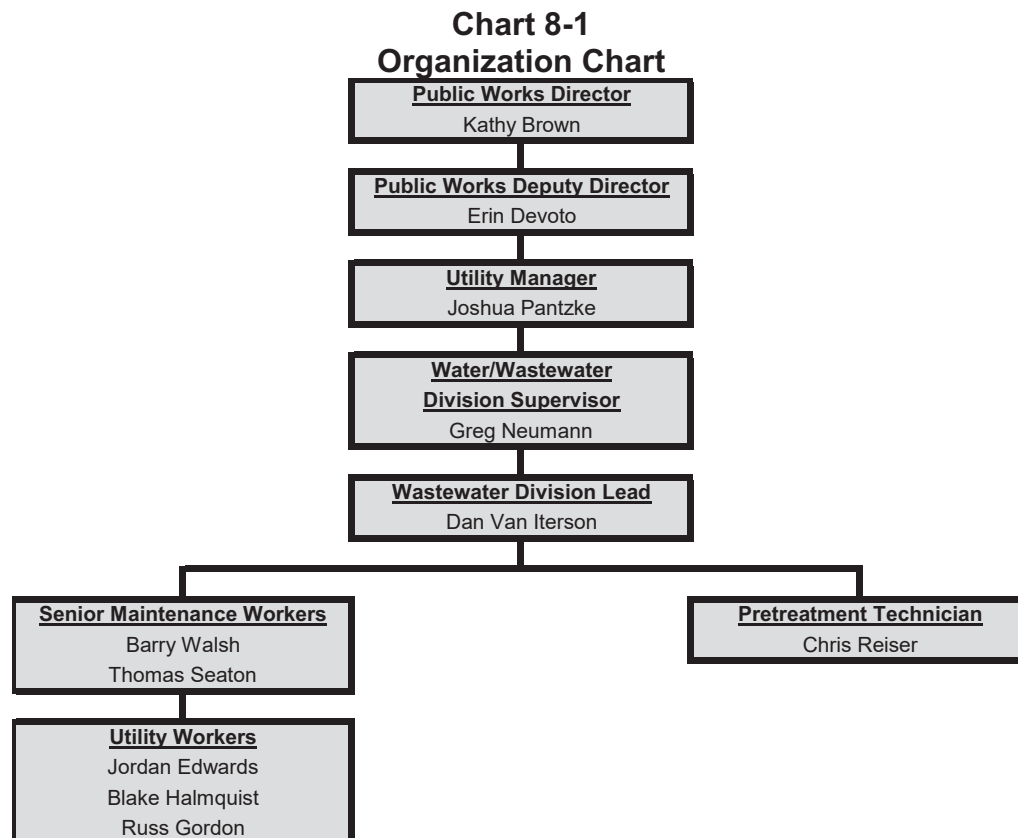 Chart 8-1
Organization Chart
Public Works Director
Kathy Brown
Public Works Deputy Director
Erin Devoto
Utility Manager
Joshua Pantzke
Water/Wastewater
Division Supervisor
Greg Neumann
Wastewater Division Lead
Dan Van Iterson
Senior Maintenance Workers
Barry Walsh
Thomas Seaton
Pretreatment Technician
Chris Reiser
Utility Workers
Jordan Edwards
Blake Halmquist
Russ Gordon